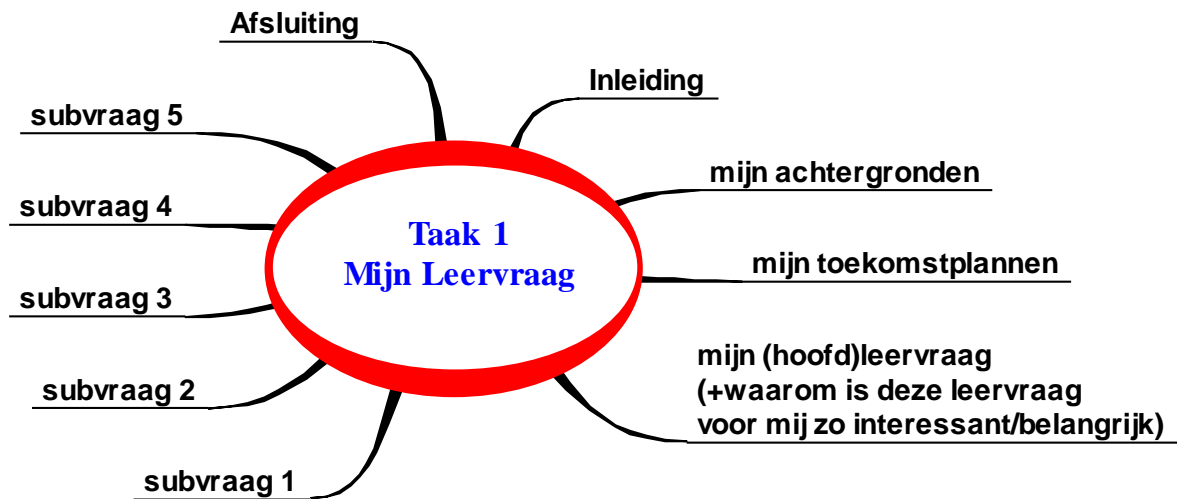 Taak 1
Mijn Leervraag
Inleiding
mijn achtergronden
mijn toekomstplannen
mijn (hoofd)leervraag
(+waarom is deze leervraag
voor mij zo interessant/belangrijk)
subvraag 1
subvraag 2
subvraag 3
subvraag 4
subvraag 5
Afsluiting